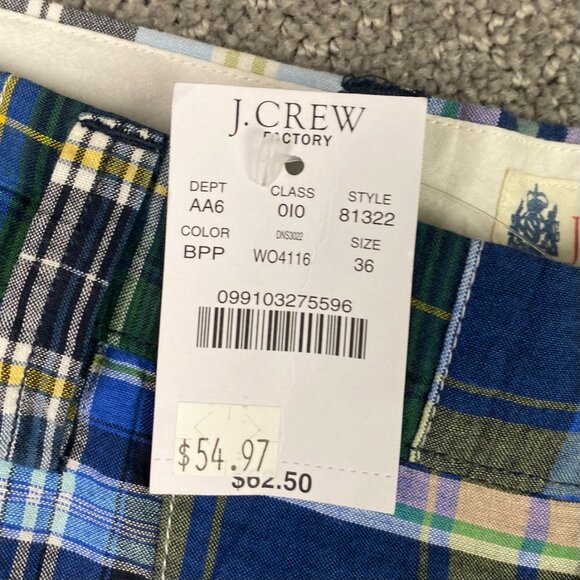 J.CREW
FACTORY
DEPT CLASS STYLE
AA6 010 81322
COLOR DNS3022 SIZE
BPP WO4116 36
099103275596
$54.97
$62.50
J